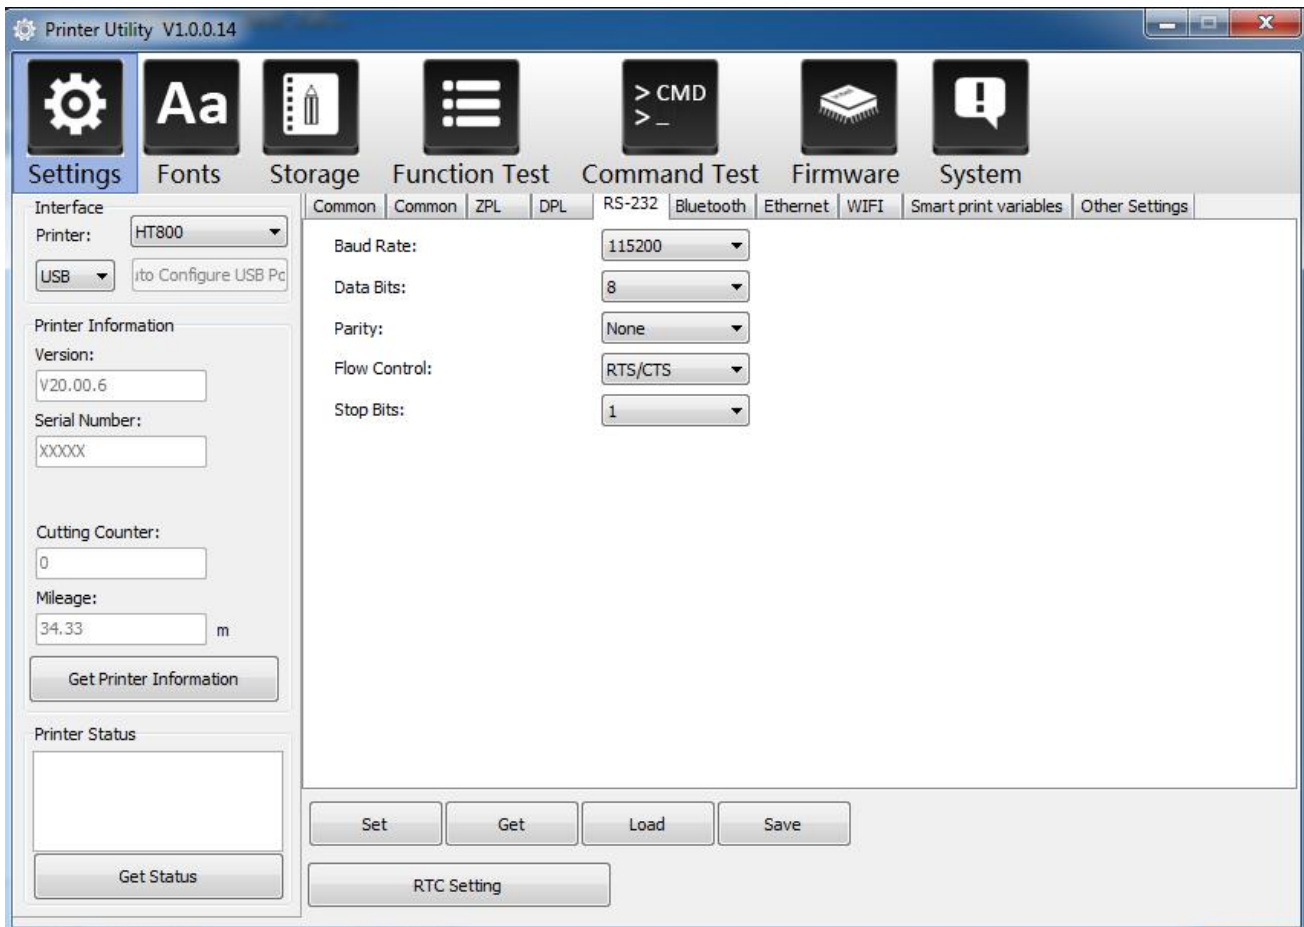 Printer Utility V1.0.0.14
> CMD
> _
Aa
Settings Fonts Storage Function Test Command Test Firmware System
Interface
Printer: HT800
USB ito Configure USB Pc
Printer Information
Version:
V20.00.6
Serial Number:
XXXXX
Cutting Counter:
0
Mileage:
34.33 m
Get Printer Information
Printer Status
Get Status
Common Common ZPL DPL RS-232 Bluetooth Ethernet WIFI Smart print variables Other Settings
Baud Rate: 115200
Data Bits: 8
Parity: None
Flow Control: RTS/CTS
Stop Bits: 1
Set Get Load Save
RTC Setting